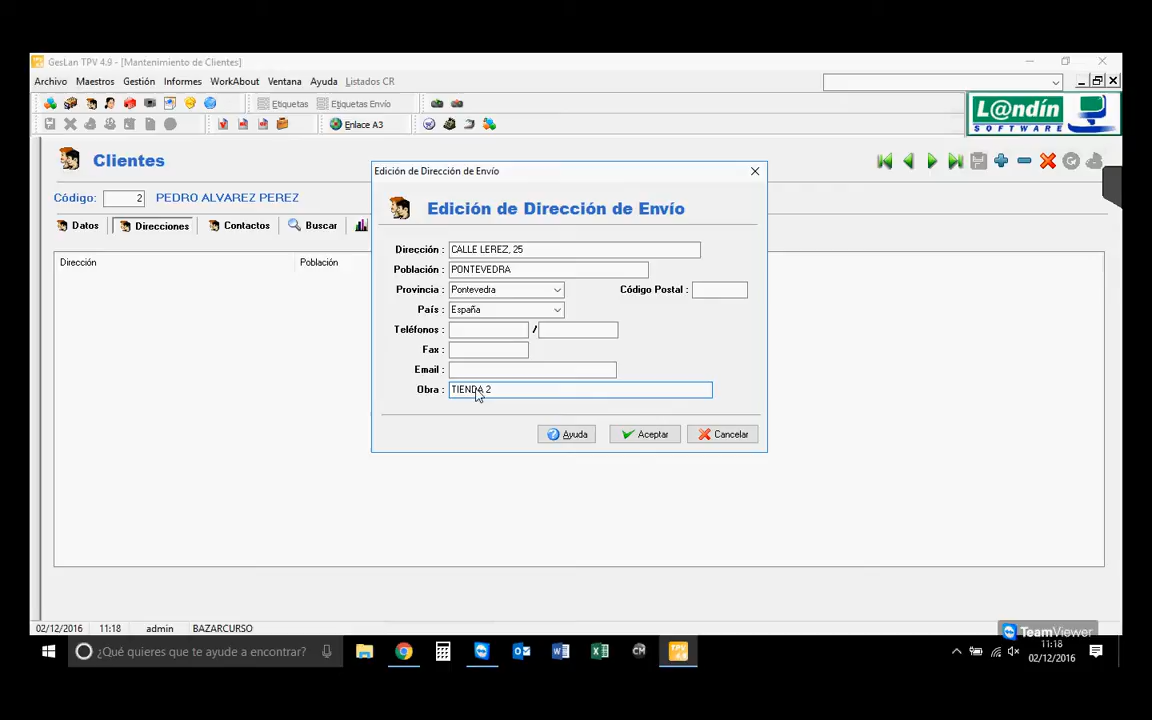 GesLan TPV 4.9 - [Mantenimiento de Clientes]
Archivo Maestros Gestión Informes WorkAbout Ventana Ayuda Listados CR
Etiquetas Etiquetas Envío
Enlace A3
L@ndín
SOFTWARE
Clientes
Código: 2 PEDRO ALVAREZ PEREZ
Datos Direcciones Contactos Buscar
Dirección Población
Edición de Dirección de Envío
Edición de Dirección de Envío
Dirección : CALLE LEREZ, 25
Población : PONTEVEDRA
Provincia : Pontevedra Código Postal :
País : España
Teléfonos : /
Fax :
Email :
Obra : TIENDA 2
Ayuda Aceptar Cancelar
02/12/2016 11:18 admin BAZARCURSO
TeamViewer
¿Qué quieres que te ayude a encontrar?
TPV
4.9
11:18
02/12/2016